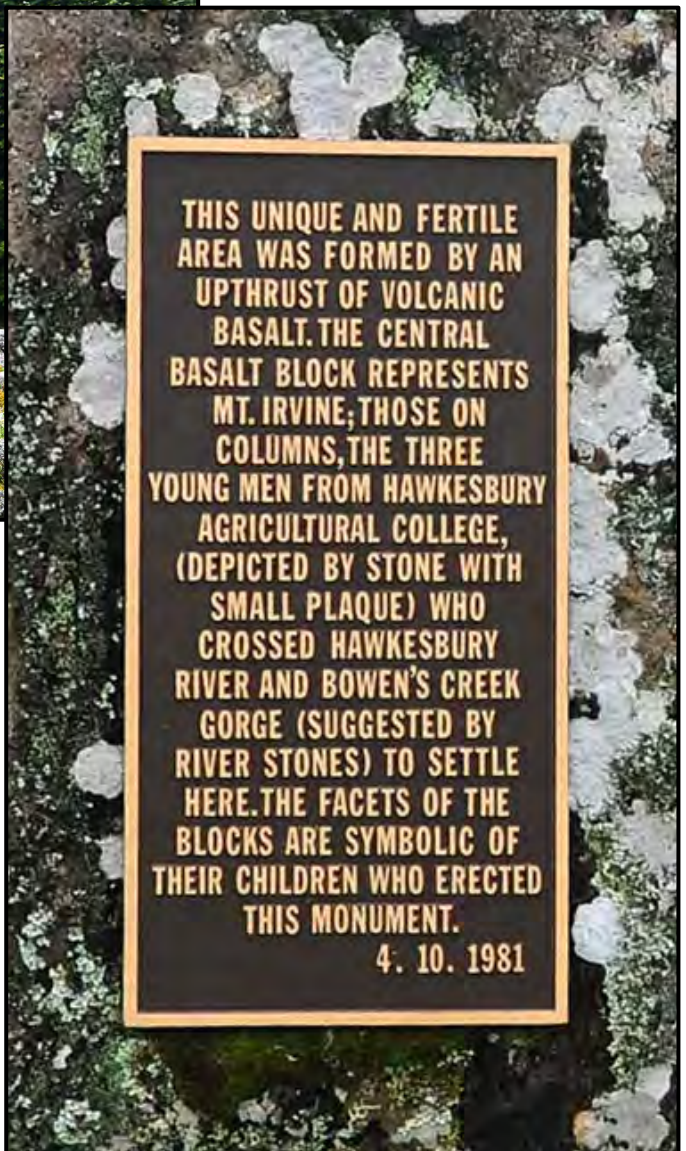 THIS UNIQUE AND FERTILE
AREA WAS FORMED BY AN
UPTHRUST OF VOLCANIC
BASALT. THE CENTRAL
BASALT BLOCK REPRESENTS
MT. IRVINE; THOSE ON
COLUMNS, THE THREE
YOUNG MEN FROM HAWKESBURY
AGRICULTURAL COLLEGE,
(DEPICTED BY STONE WITH
SMALL PLAQUE) WHO
CROSSED HAWKESBURY
RIVER AND BOWEN'S CREEK
GORGE (SUGGESTED BY
RIVER STONES) TO SETTLE
HERE. THE FACETS OF THE
BLOCKS ARE SYMBOLIC OF
THEIR CHILDREN WHO ERECTED
THIS MONUMENT.
4. 10. 1981